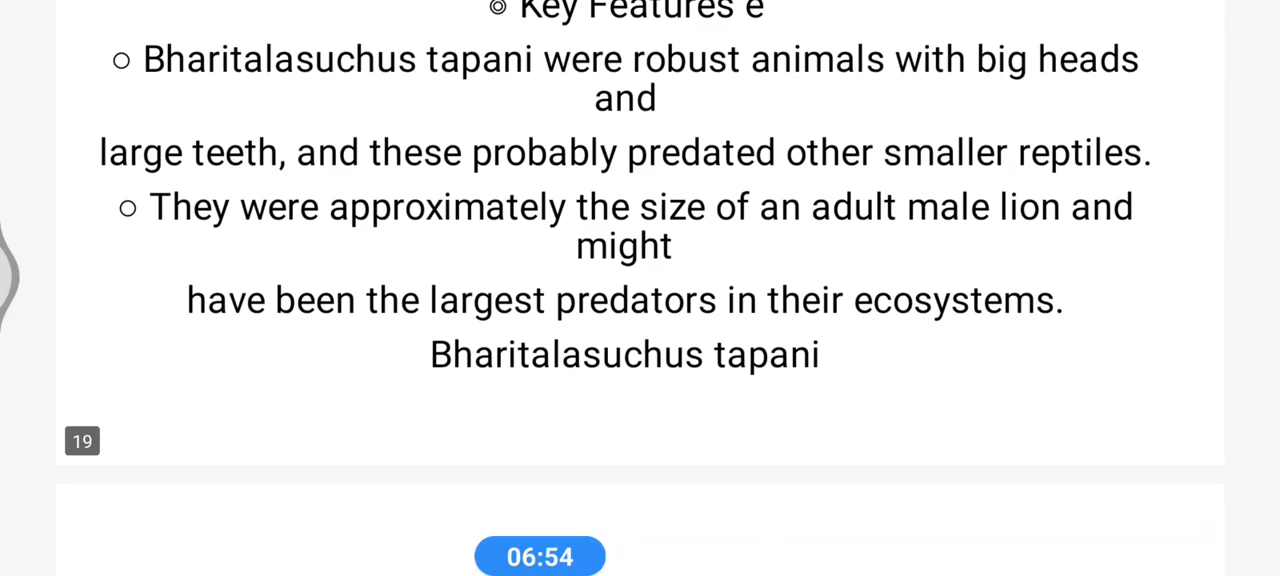 ◎ Key Features e
○ Bharitalasuchus tapani were robust animals with big heads
and
large teeth, and these probably predated other smaller reptiles.
○ They were approximately the size of an adult male lion and
might
have been the largest predators in their ecosystems.
Bharitalasuchus tapani
19
06:54